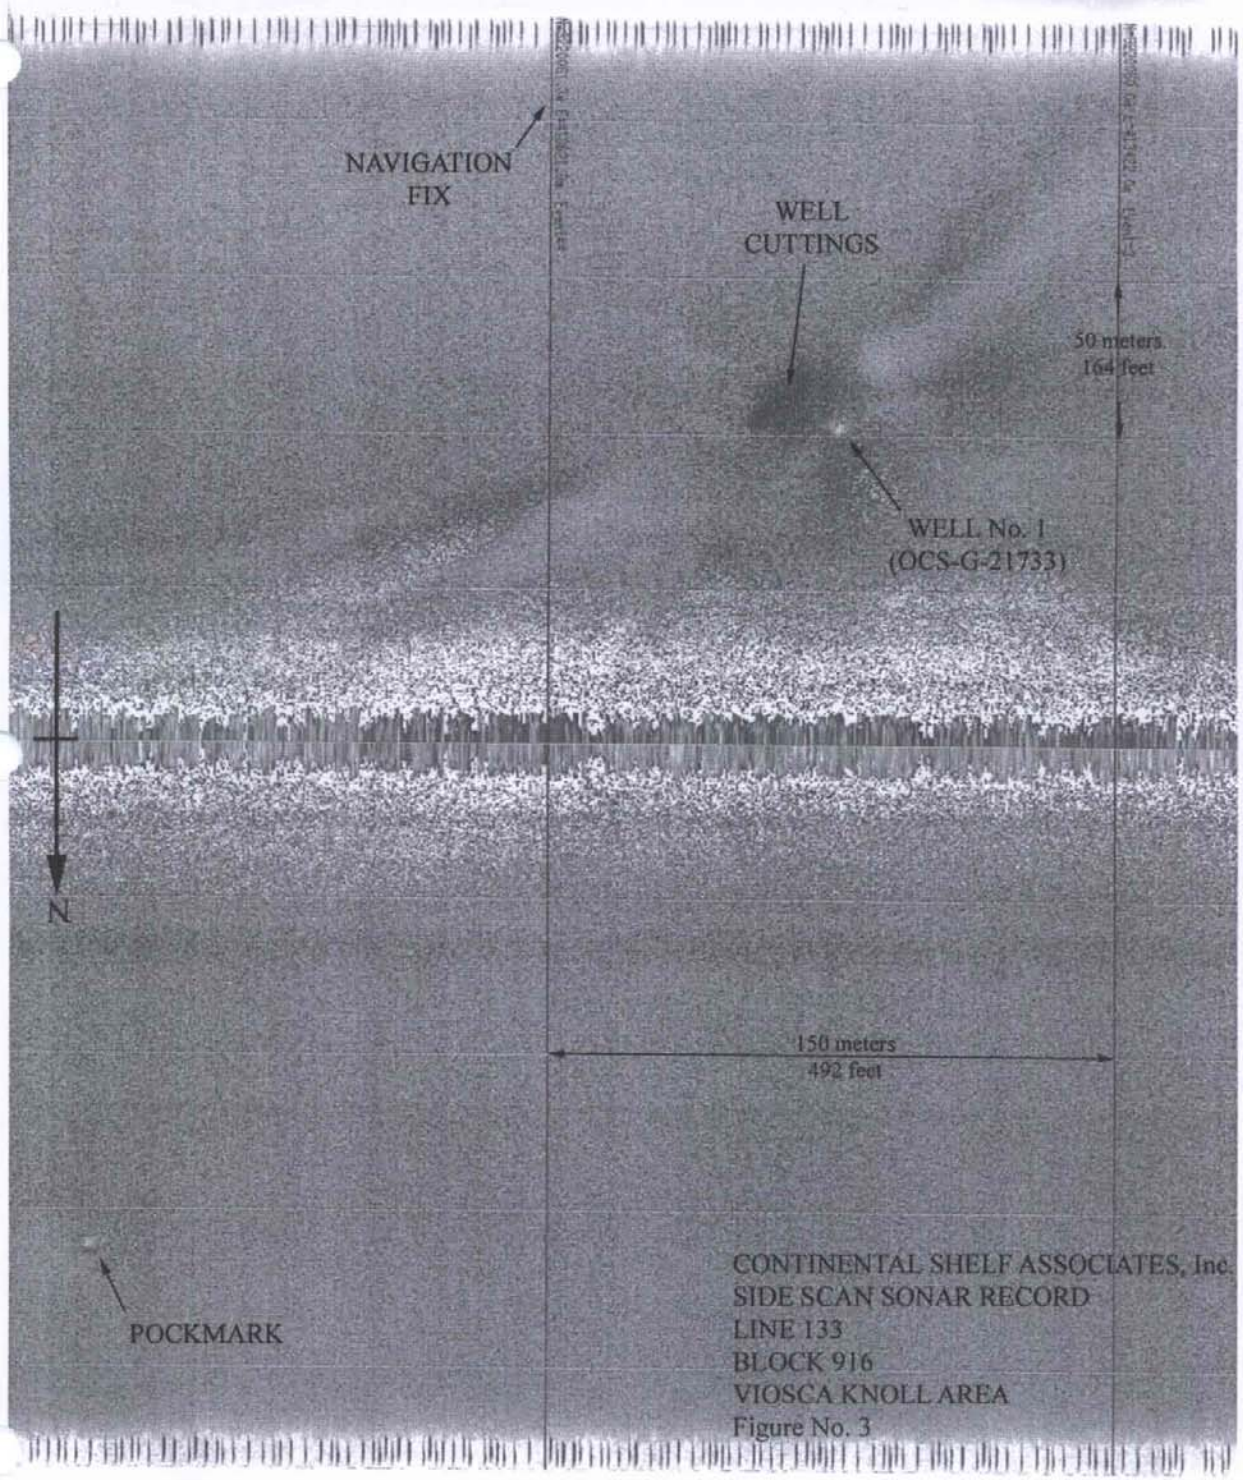 NAVIGATION
FIX
WELL
CUTTINGS
50 meters
164 feet
WELL No. 1
(OCS-G-21733)
N
150 meters
492 feet
POCKMARK
CONTINENTAL SHELF ASSOCIATES, Inc.
SIDE SCAN SONAR RECORD
LINE 133
BLOCK 916
VIOSCA KNOLL AREA
Figure No. 3